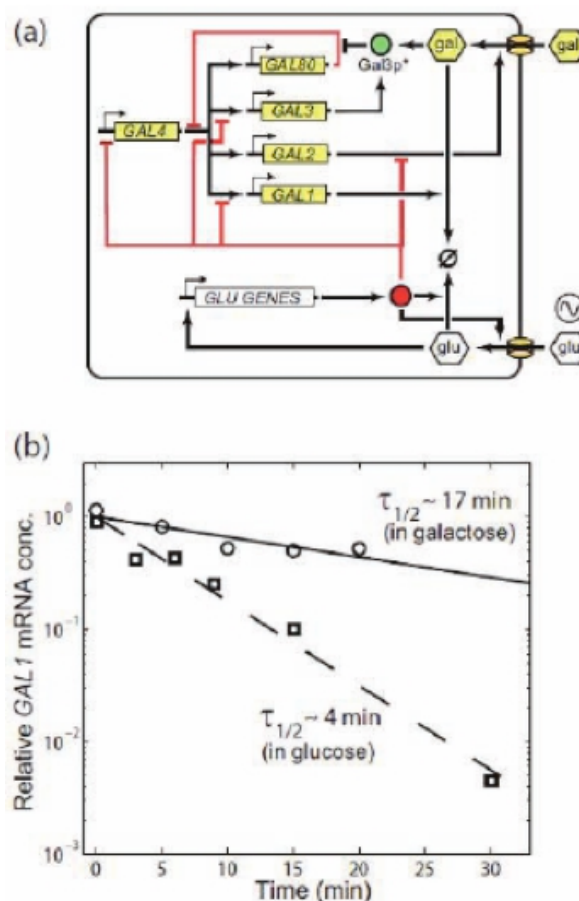 (a)
gal
gal
Gal3p*
GAL80
GAL4
GAL3
GAL2
GAL1
GLU GENES
glu
glu
(b)
Relative GAL1 mRNA conc.
10⁰
10⁻¹
10⁻²
10⁻³
τ1/2~ 17 min
(in galactose)
τ1/2~ 4 min
(in glucose)
0 5 10 15 20 25 30
Time (min)